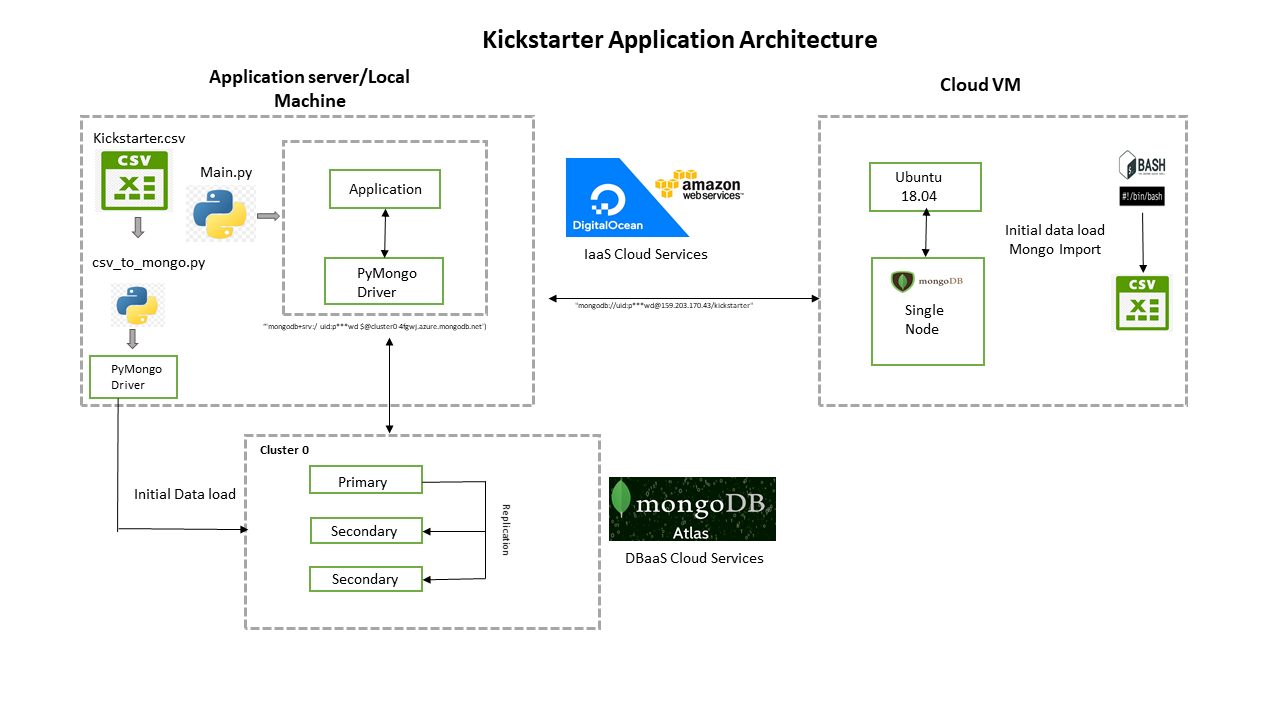 Kickstarter Application Architecture
Application server/Local
Machine
Cloud VM
Kickstarter.csv
CSV
Main.py
csv_to_mongo.py
PyMongo
Driver
Application
PyMongo
Driver
"'mongodb+srv:/ uid:p***wd $@cluster0-4fgwj.azure.mongodb.net')
DigitalOcean
amazon
web services™
IaaS Cloud Services
"mongodb://uid:p***wd@159.203.170.43/kickstarter"
Ubuntu
18.04
mongoDB
Single
Node
BASH
#!/bin/bash
Initial data load
Mongo Import
CSV
Initial Data load
Cluster 0
Primary
Secondary
Secondary
Replication
mongoDB
Atlas
DBaaS Cloud Services